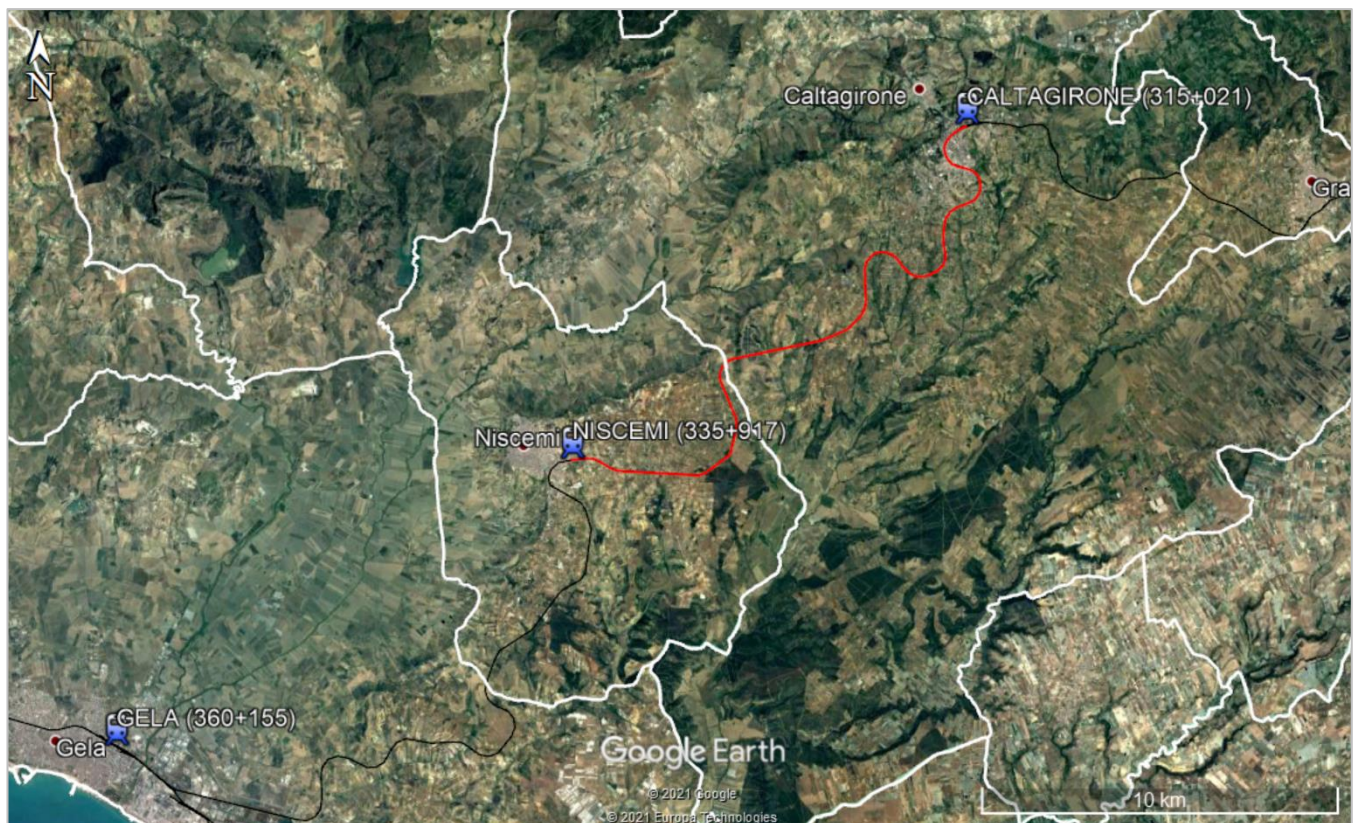 N
Caltagirone
CALTAGIRONE (315+021)
Gra
Niscemi
NISCEMI (335+917)
GELA (360+155)
Gela
Google Earth
© 2021 Google
© 2021 Europa Technologies
10 km